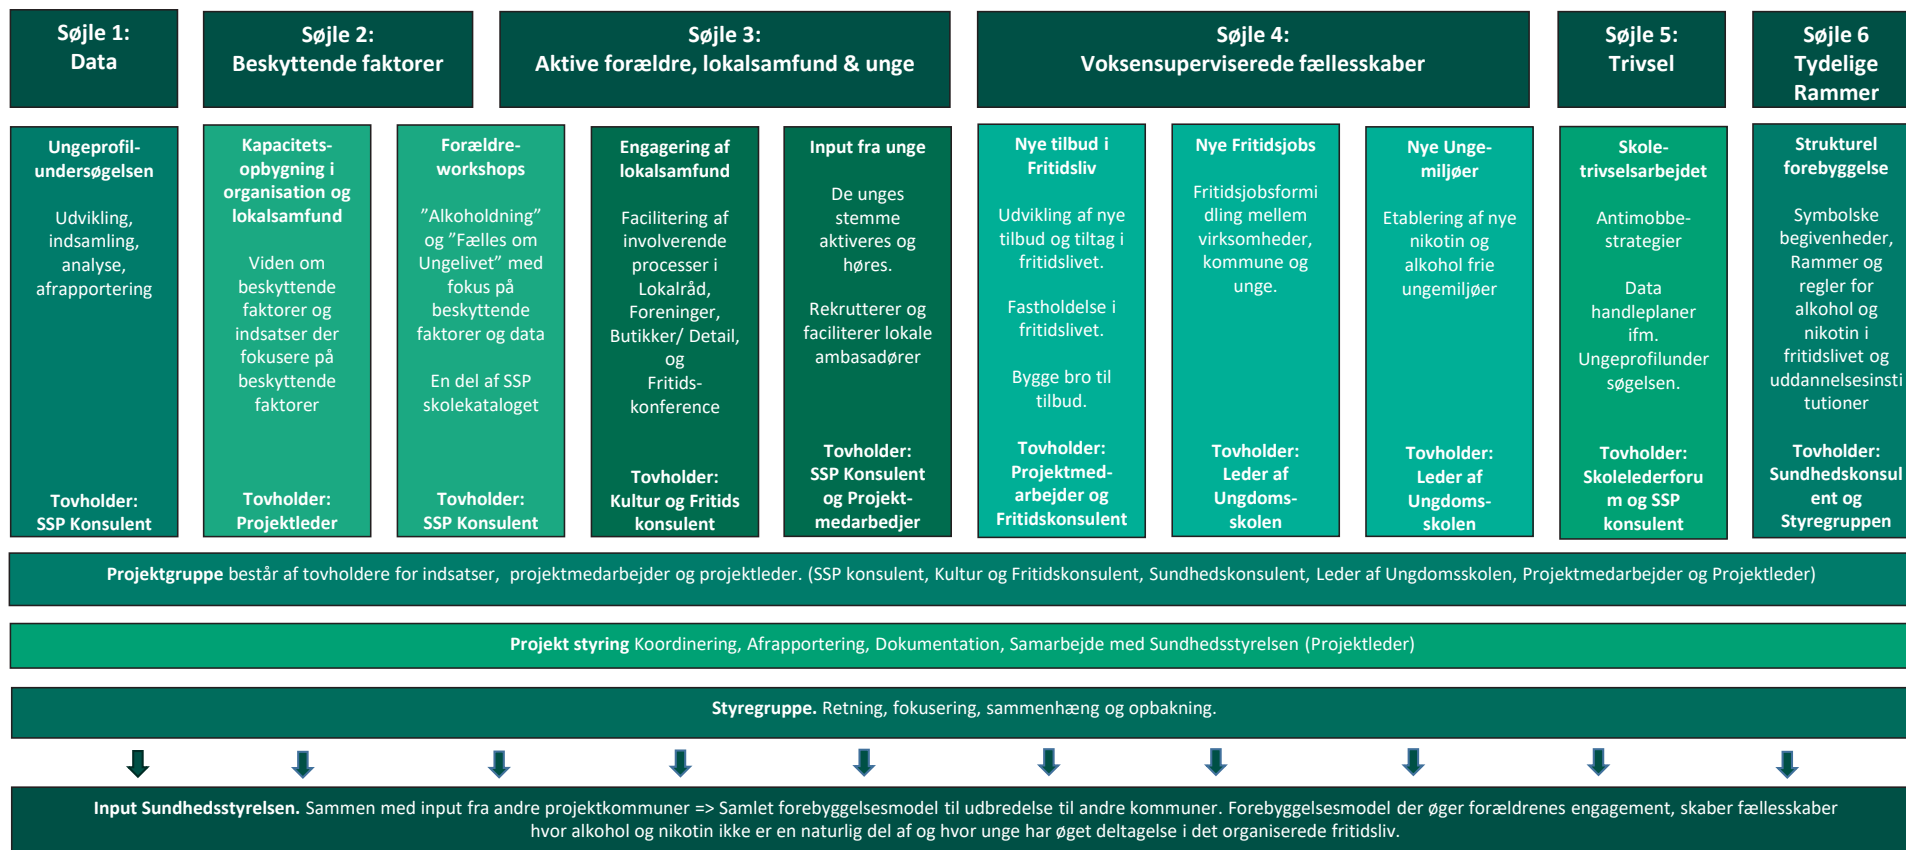 Søjle 1:
Data
Søjle 2:
Beskyttende faktorer
Søjle 3:
Aktive forældre, lokalsamfund & unge
Søjle 4:
Voksensuperviserede fællesskaber
Søjle 5:
Trivsel
Søjle 6
Tydelige
Rammer
Ungeprofil-
undersøgelsen
Udvikling,
indsamling,
analyse,
afrapportering
Tovholder:
SSP Konsulent
Kapacitets-
opbygning i
organisation og
lokalsamfund
Viden om
beskyttende
faktorer og
indsatser der
fokusere på
beskyttende
faktorer
Tovholder:
Projektleder
Forældre-
workshops
”Alkoholdning”
og ”Fælles om
Ungelivet” med
fokus på
beskyttende
faktorer og data
En del af SSP
skolekataloget
Tovholder:
SSP Konsulent
Engagering af
lokalsamfund
Facilitering af
involverende
processer i
Lokalråd,
Foreninger,
Butikker/ Detail,
og
Fritids-
konference
Tovholder:
Kultur og Fritids
konsulent
Input fra unge
De unges
stemme
aktiveres og
høres.
Rekrutterer og
faciliterer lokale
ambasadører
Tovholder:
SSP Konsulent
og Projekt-
medarbedjer
Nye tilbud i
Fritidsliv
Udvikling af nye
tilbud og tiltag i
fritidslivet.
Fastholdelse i
fritidslivet.
Bygge bro til
tilbud.
Tovholder:
Projektmed-
arbejder og
Fritidskonsulent
Nye Fritidsjobs
Fritidsjobsformi
dling mellem
virksomheder,
kommune og
unge.
Tovholder:
Leder af
Ungdoms-
skolen
Nye Unge-
miljøer
Etablering af nye
nikotin og
alkohol frie
ungemiljøer
Tovholder:
Leder af
Ungdoms-
skolen
Skole-
trivselsarbejdet
Antimobbe-
strategier
Data
handleplaner
ifm.
Ungeprofilunder
søgelsen.
Tovholder:
Skolelederforu
m og SSP
konsulent
Strukturel
forebyggelse
Symbolske
begivenheder,
Rammer og
regler for
alkohol og
nikotin i
fritidslivet og
uddannelsesinsti
tutioner
Tovholder:
Sundhedskonsul
ent og
Styregruppen
Projektgruppe består af tovholdere for indsatser, projektmedarbejder og projektleder. (SSP konsulent, Kultur og Fritidskonsulent, Sundhedskonsulent, Leder af Ungdomsskolen, Projektmedarbejder og Projektleder)
Projekt styring Koordinering, Afrapportering, Dokumentation, Samarbejde med Sundhedsstyrelsen (Projektleder)
Styregruppe. Retning, fokusering, sammenhæng og opbakning.
Input Sundhedsstyrelsen. Sammen med input fra andre projektkommuner => Samlet forebyggelsesmodel til udbredelse til andre kommuner. Forebyggelsesmodel der øger forældrenes engagement, skaber fællesskaber
hvor alkohol og nikotin ikke er en naturlig del af og hvor unge har øget deltagelse i det organiserede fritidsliv.